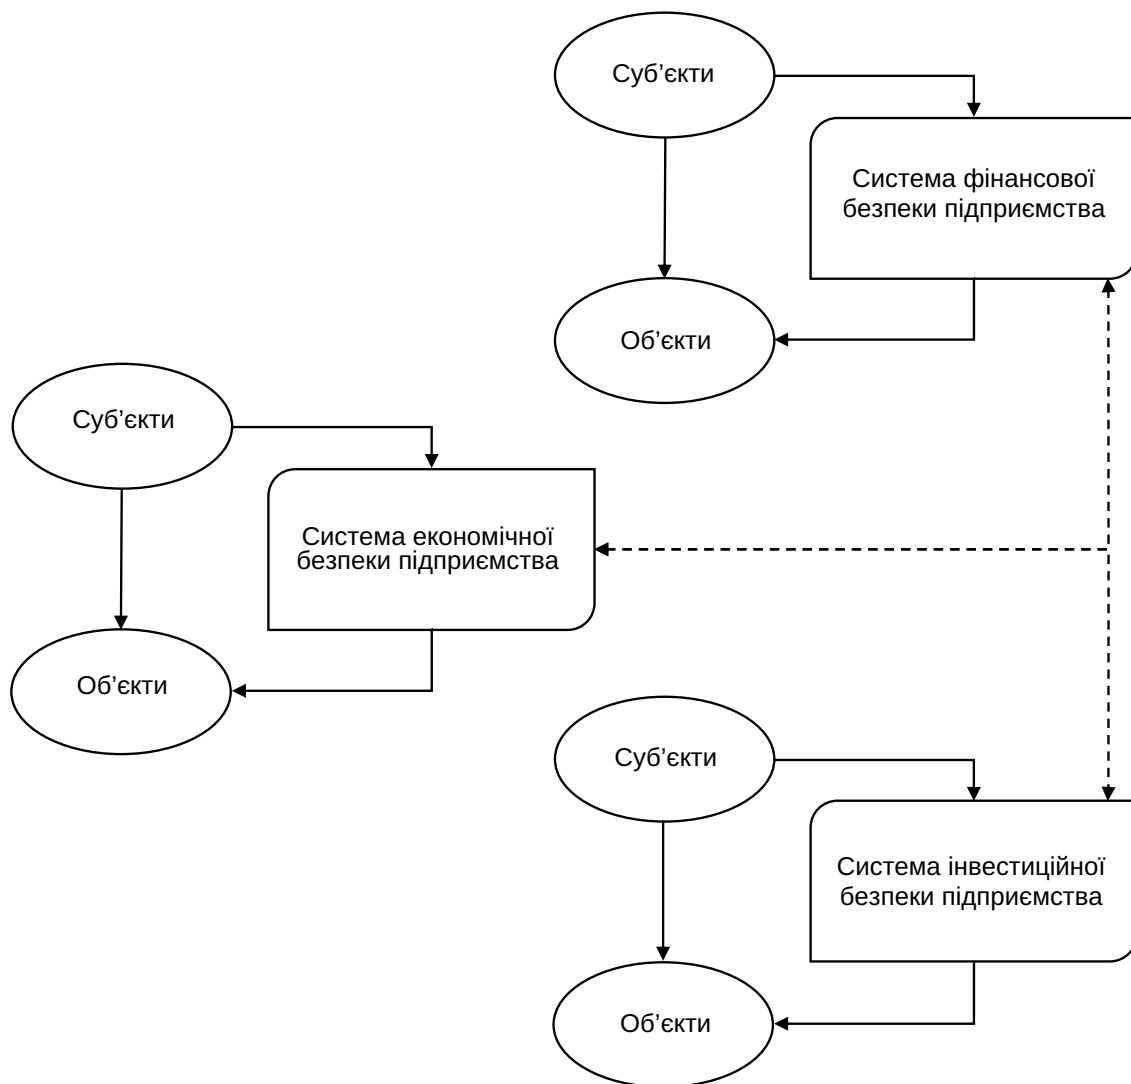 Суб’єкти
Система фінансової
безпеки підприємства
Об’єкти
Суб’єкти
Система економічної
безпеки підприємства
Об’єкти
Суб’єкти
Система інвестиційної
безпеки підприємства
Об’єкти